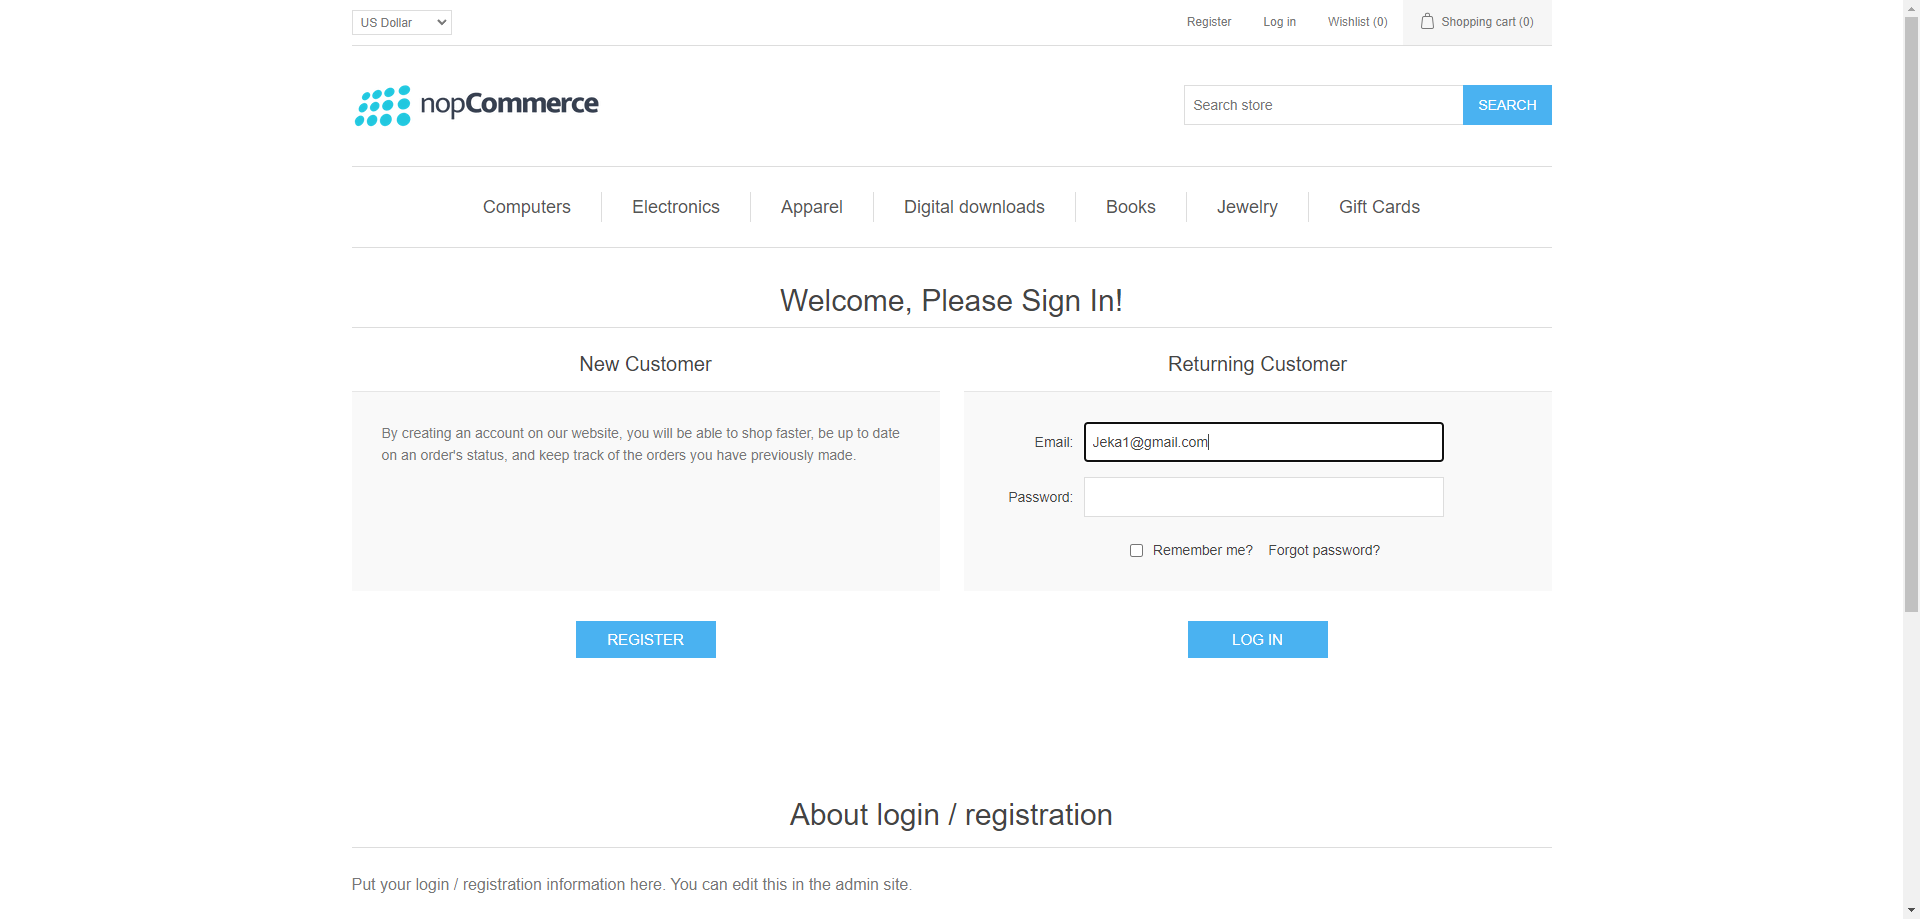 US Dollar
Register
Log in
Wishlist (0)
Shopping cart (0)
nopCommerce
Search store
SEARCH
Computers
Electronics
Apparel
Digital downloads
Books
Jewelry
Gift Cards
Welcome, Please Sign In!
New Customer
By creating an account on our website, you will be able to shop faster, be up to date
on an order's status, and keep track of the orders you have previously made.
REGISTER
Returning Customer
Email:
Jeka1@gmail.com
Password:
Remember me?
Forgot password?
LOG IN
About login / registration
Put your login / registration information here. You can edit this in the admin site.